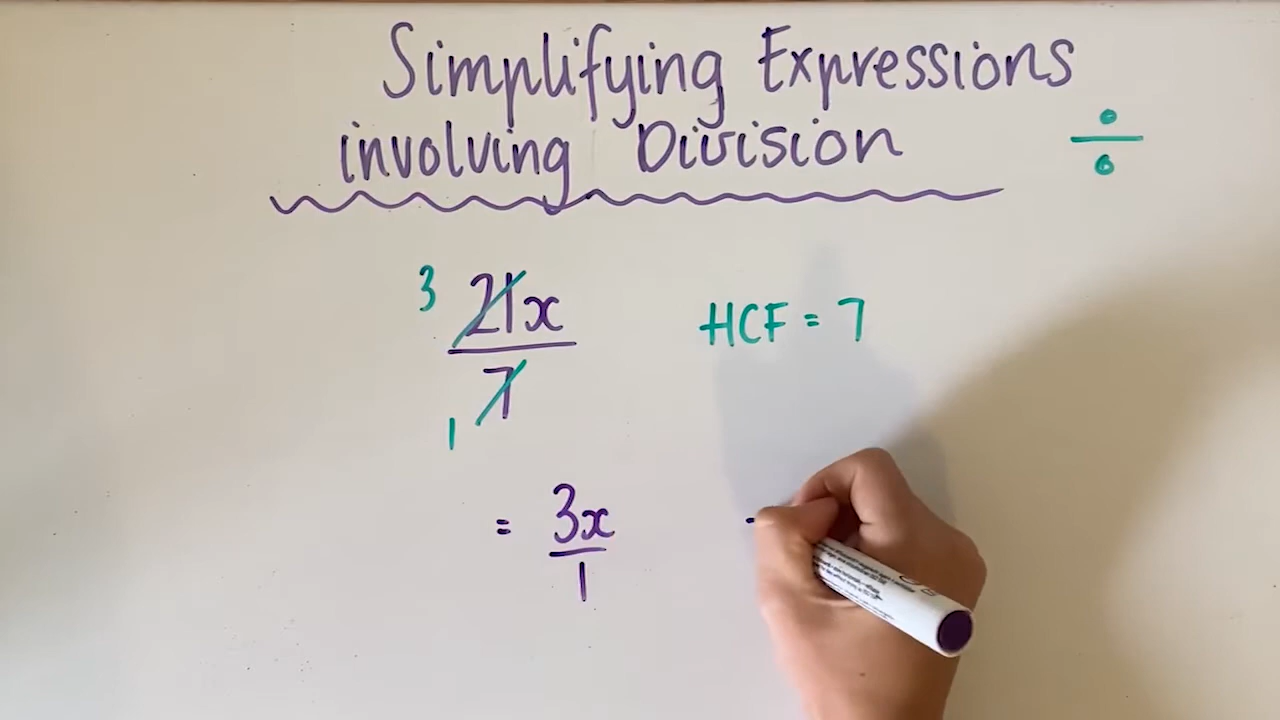 Simplifying Expressions
involving Division
÷
3 21x
HCF = 7
7
1
= 3x
1